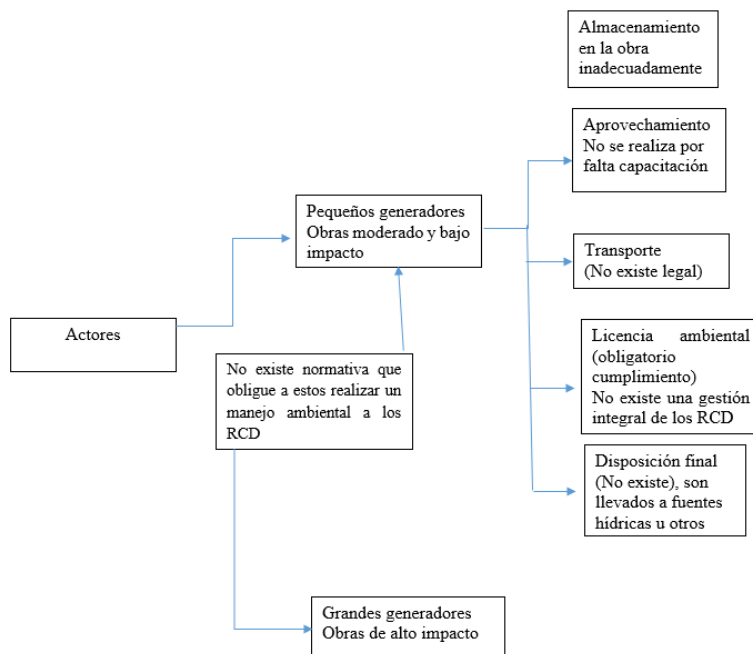 Almacenamiento
en la obra
inadecuadamente
Aprovechamiento
No se realiza por
falta capacitación
Pequeños generadores
Obras moderado y bajo
impacto
Transporte
(No existe legal)
Actores
Licencia ambiental
(obligatorio
cumplimiento)
No existe una gestión
integral de los RCD
No existe normativa que
obligue a estos realizar un
manejo ambiental a los
RCD
Disposición final
(No existe), son
llevados a fuentes
hídricas u otros
Grandes generadores
Obras de alto impacto